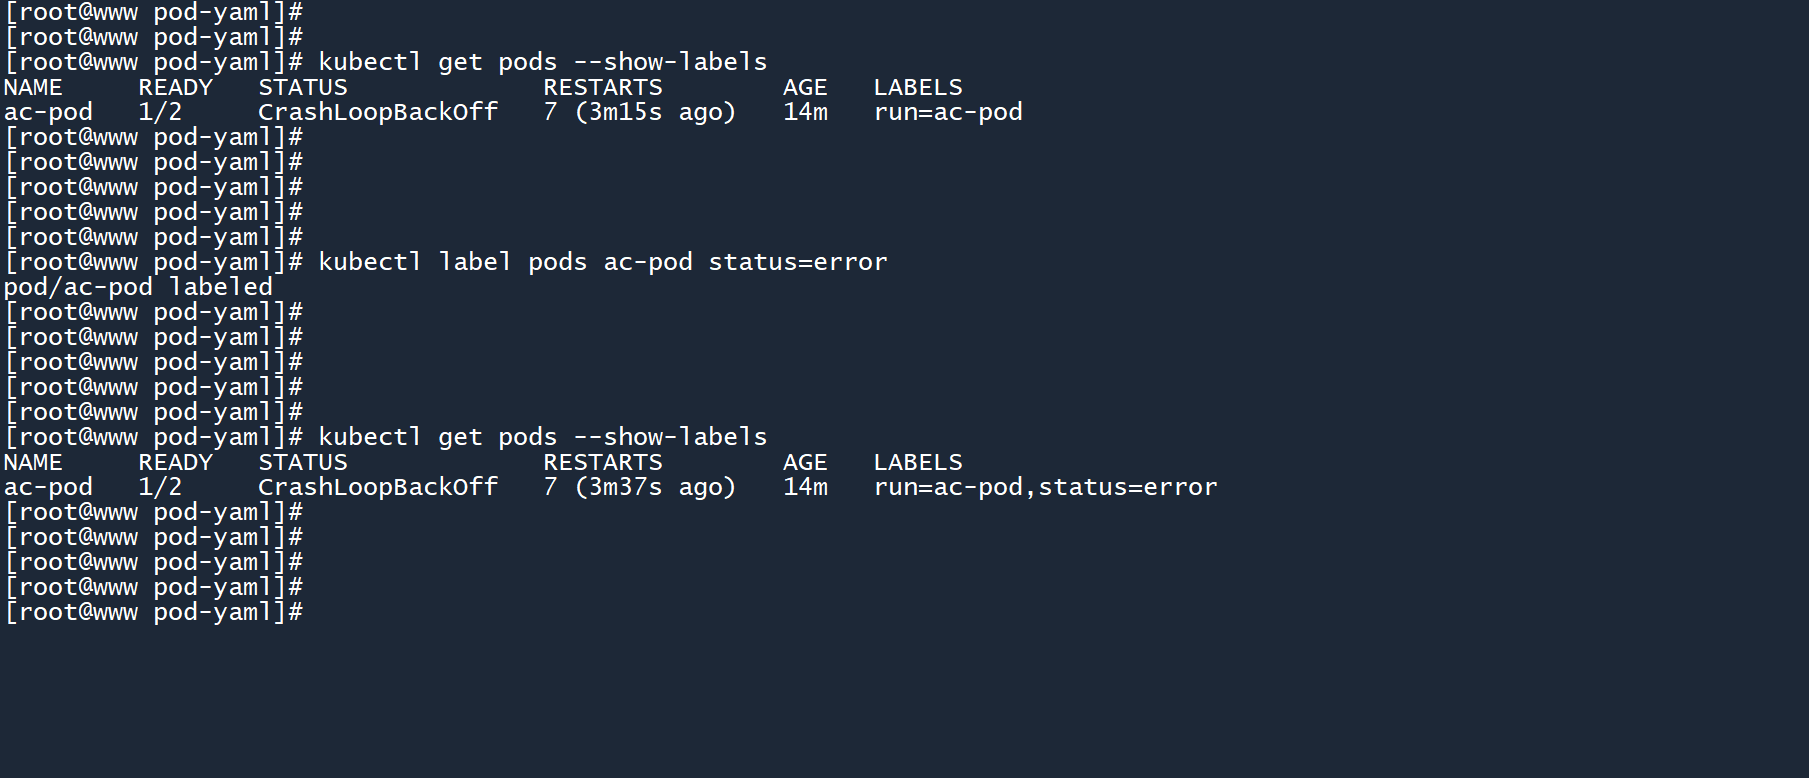 [root@www pod-yaml]#
[root@www pod-yaml]#
[root@www pod-yaml]# kubectl get pods --show-labels
NAME     READY   STATUS             RESTARTS        AGE   LABELS
ac-pod   1/2     CrashLoopBackOff   7 (3m15s ago)   14m   run=ac-pod
[root@www pod-yaml]#
[root@www pod-yaml]#
[root@www pod-yaml]#
[root@www pod-yaml]#
[root@www pod-yaml]#
[root@www pod-yaml]# kubectl label pods ac-pod status=error
pod/ac-pod labeled
[root@www pod-yaml]#
[root@www pod-yaml]#
[root@www pod-yaml]#
[root@www pod-yaml]#
[root@www pod-yaml]#
[root@www pod-yaml]# kubectl get pods --show-labels
NAME     READY   STATUS             RESTARTS        AGE   LABELS
ac-pod   1/2     CrashLoopBackOff   7 (3m37s ago)   14m   run=ac-pod,status=error
[root@www pod-yaml]#
[root@www pod-yaml]#
[root@www pod-yaml]#
[root@www pod-yaml]#
[root@www pod-yaml]#